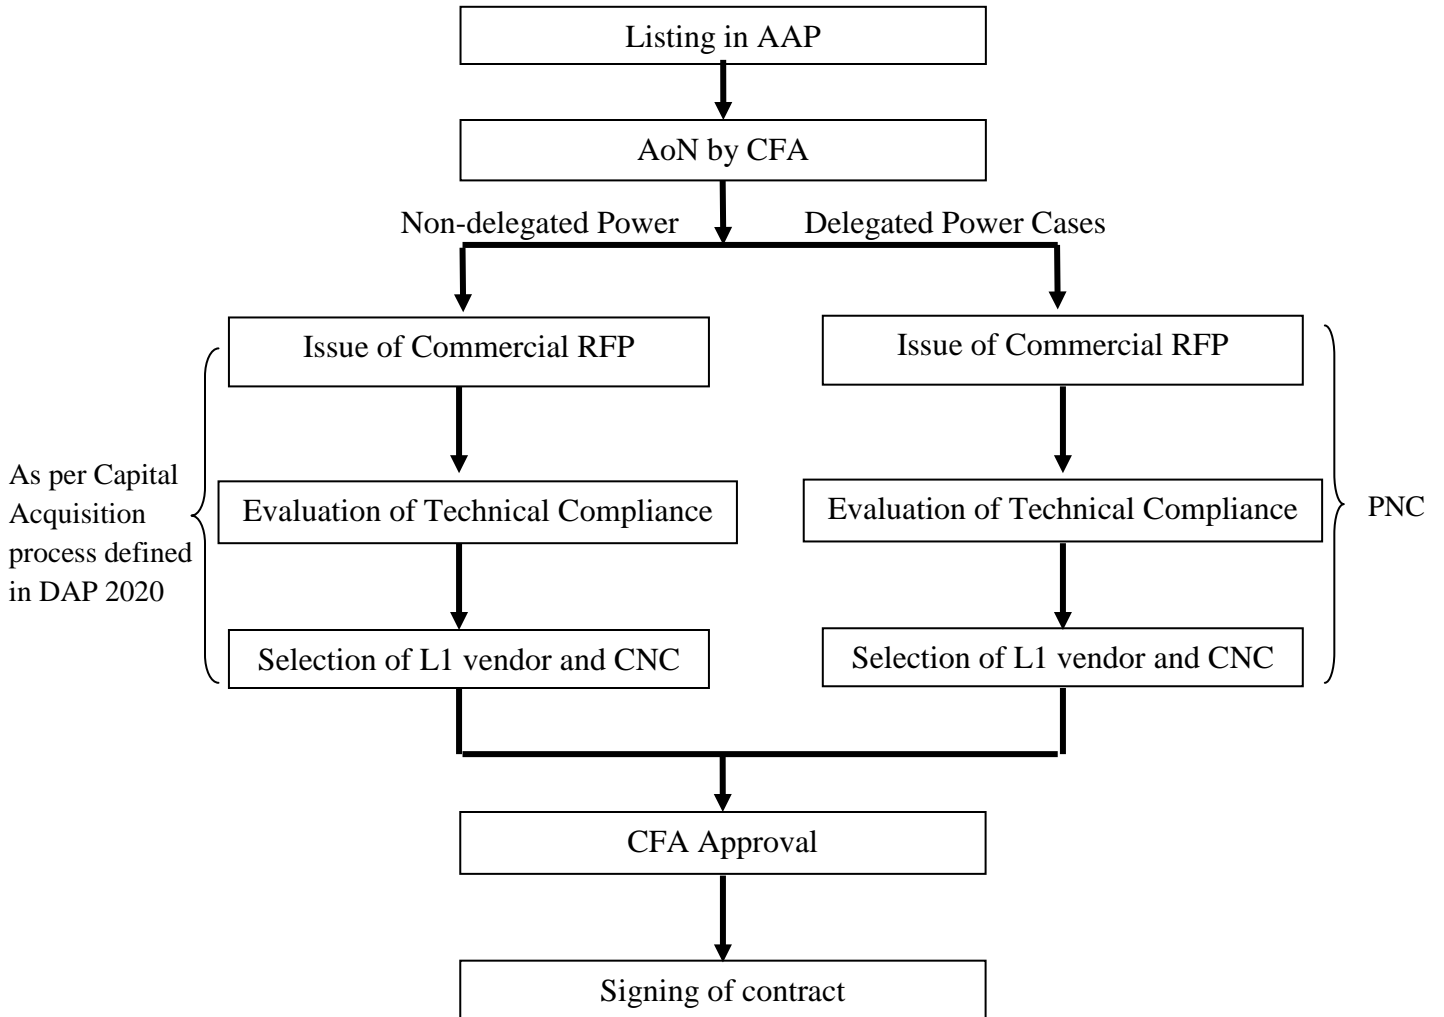 Listing in AAP
AoN by CFA
Non-delegated Power
Delegated Power Cases
Issue of Commercial RFP
Issue of Commercial RFP
As per Capital
Acquisition
process defined
in DAP 2020
Evaluation of Technical Compliance
Evaluation of Technical Compliance
PNC
Selection of L1 vendor and CNC
Selection of L1 vendor and CNC
CFA Approval
Signing of contract